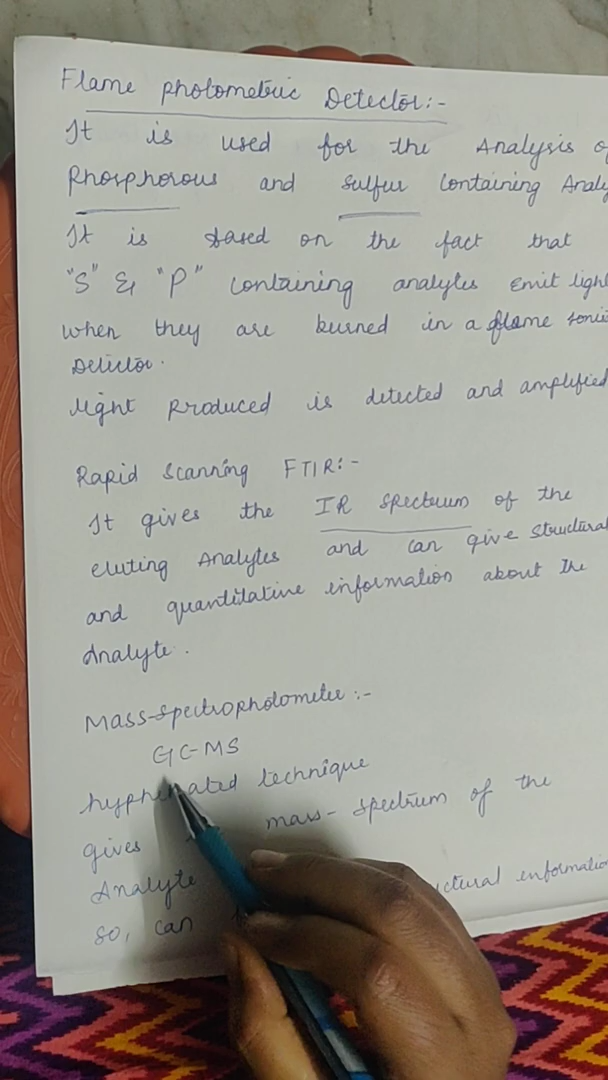 Flame Photometric Detector:-
It is used for the Analysis of
Phosphorous and Sulfur Containing
It is based on the fact that
"S" & "P" Containing analytes emit light
when they are burned in a flame
Detector.
Light Produced is detected and amplified
Rapid Scanning FTIR:-
It gives the IR Spectrum of the
eluting Analytes and can give structural
and quantitative information about the
Analyte.
Mass-Spectrophotometer:-
GC-MS
hyphenated technique
gives mass-spectrum of the
Analyte
so, can